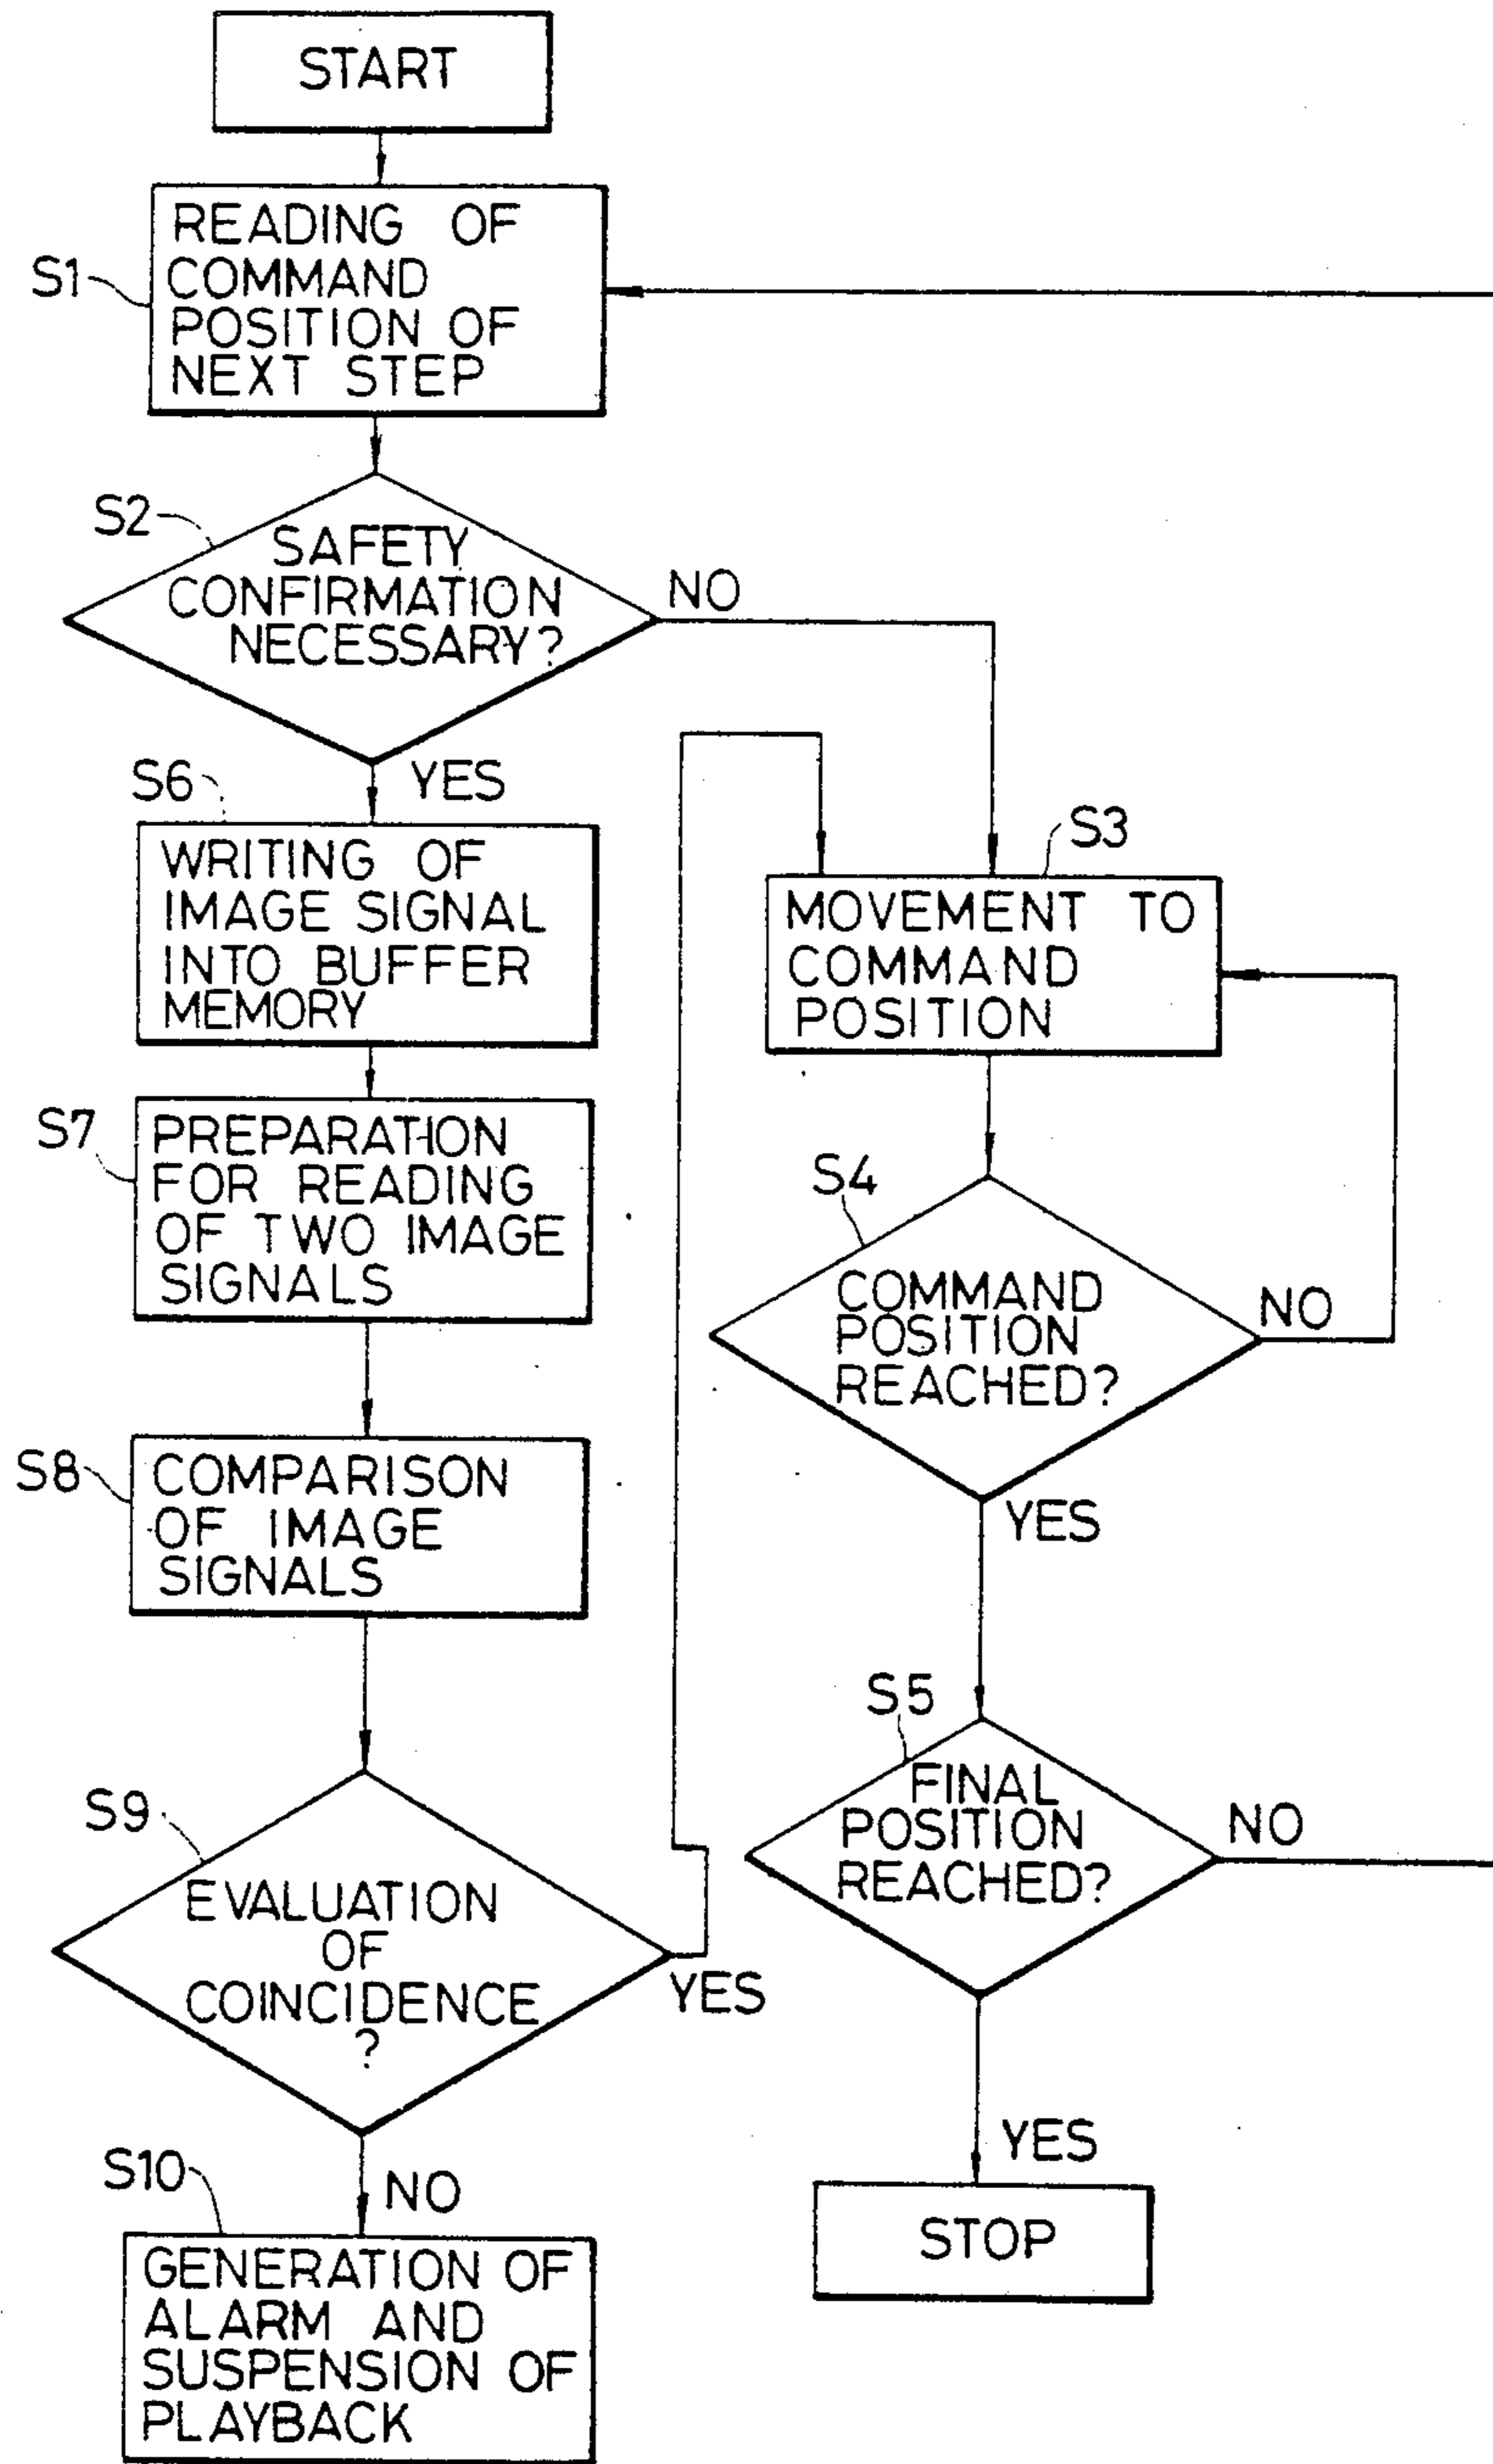 START
S1
READING OF
COMMAND
POSITION OF
NEXT STEP
S2
SAFETY
CONFIRMATION
NECESSARY?
NO
YES
S6
WRITING OF
IMAGE SIGNAL
INTO BUFFER
MEMORY
S7
PREPARATION
FOR READING
OF TWO IMAGE
SIGNALS
S8
COMPARISON
OF IMAGE
SIGNALS
S9
EVALUATION
OF
COINCIDENCE
?
YES
NO
S10
GENERATION OF
ALARM AND
SUSPENSION OF
PLAYBACK
S3
MOVEMENT TO
COMMAND
POSITION
S4
COMMAND
POSITION
REACHED?
NO
YES
S5
FINAL
POSITION
REACHED?
NO
YES
STOP